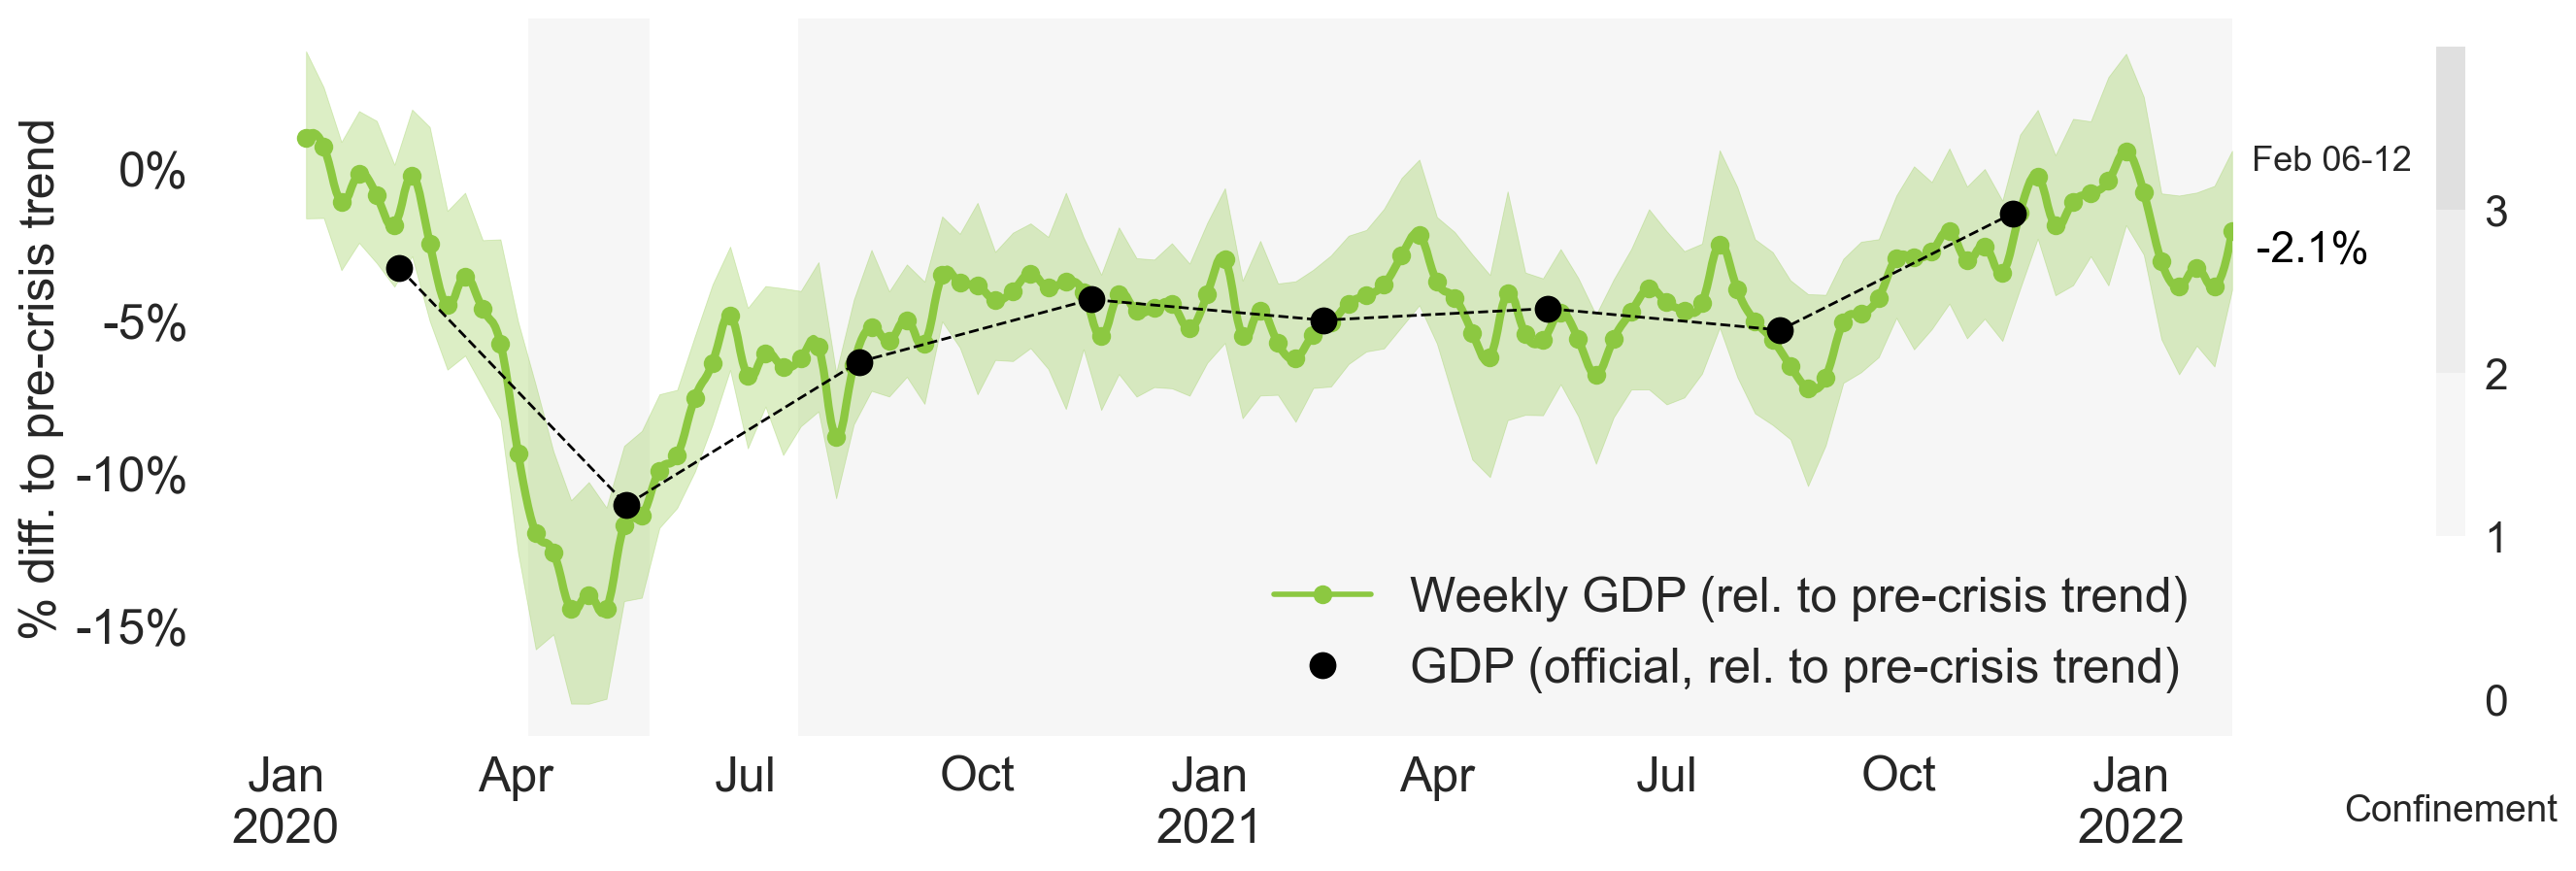 % diff. to pre-crisis trend
0%
-5%
-10%
-15%
Jan
2020
Apr
Jul
Oct
Jan
2021
Apr
Jul
Oct
Jan
2022
Weekly GDP (rel. to pre-crisis trend)
GDP (official, rel. to pre-crisis trend)
Feb 06-12
-2.1%
3
2
1
0
Confinement